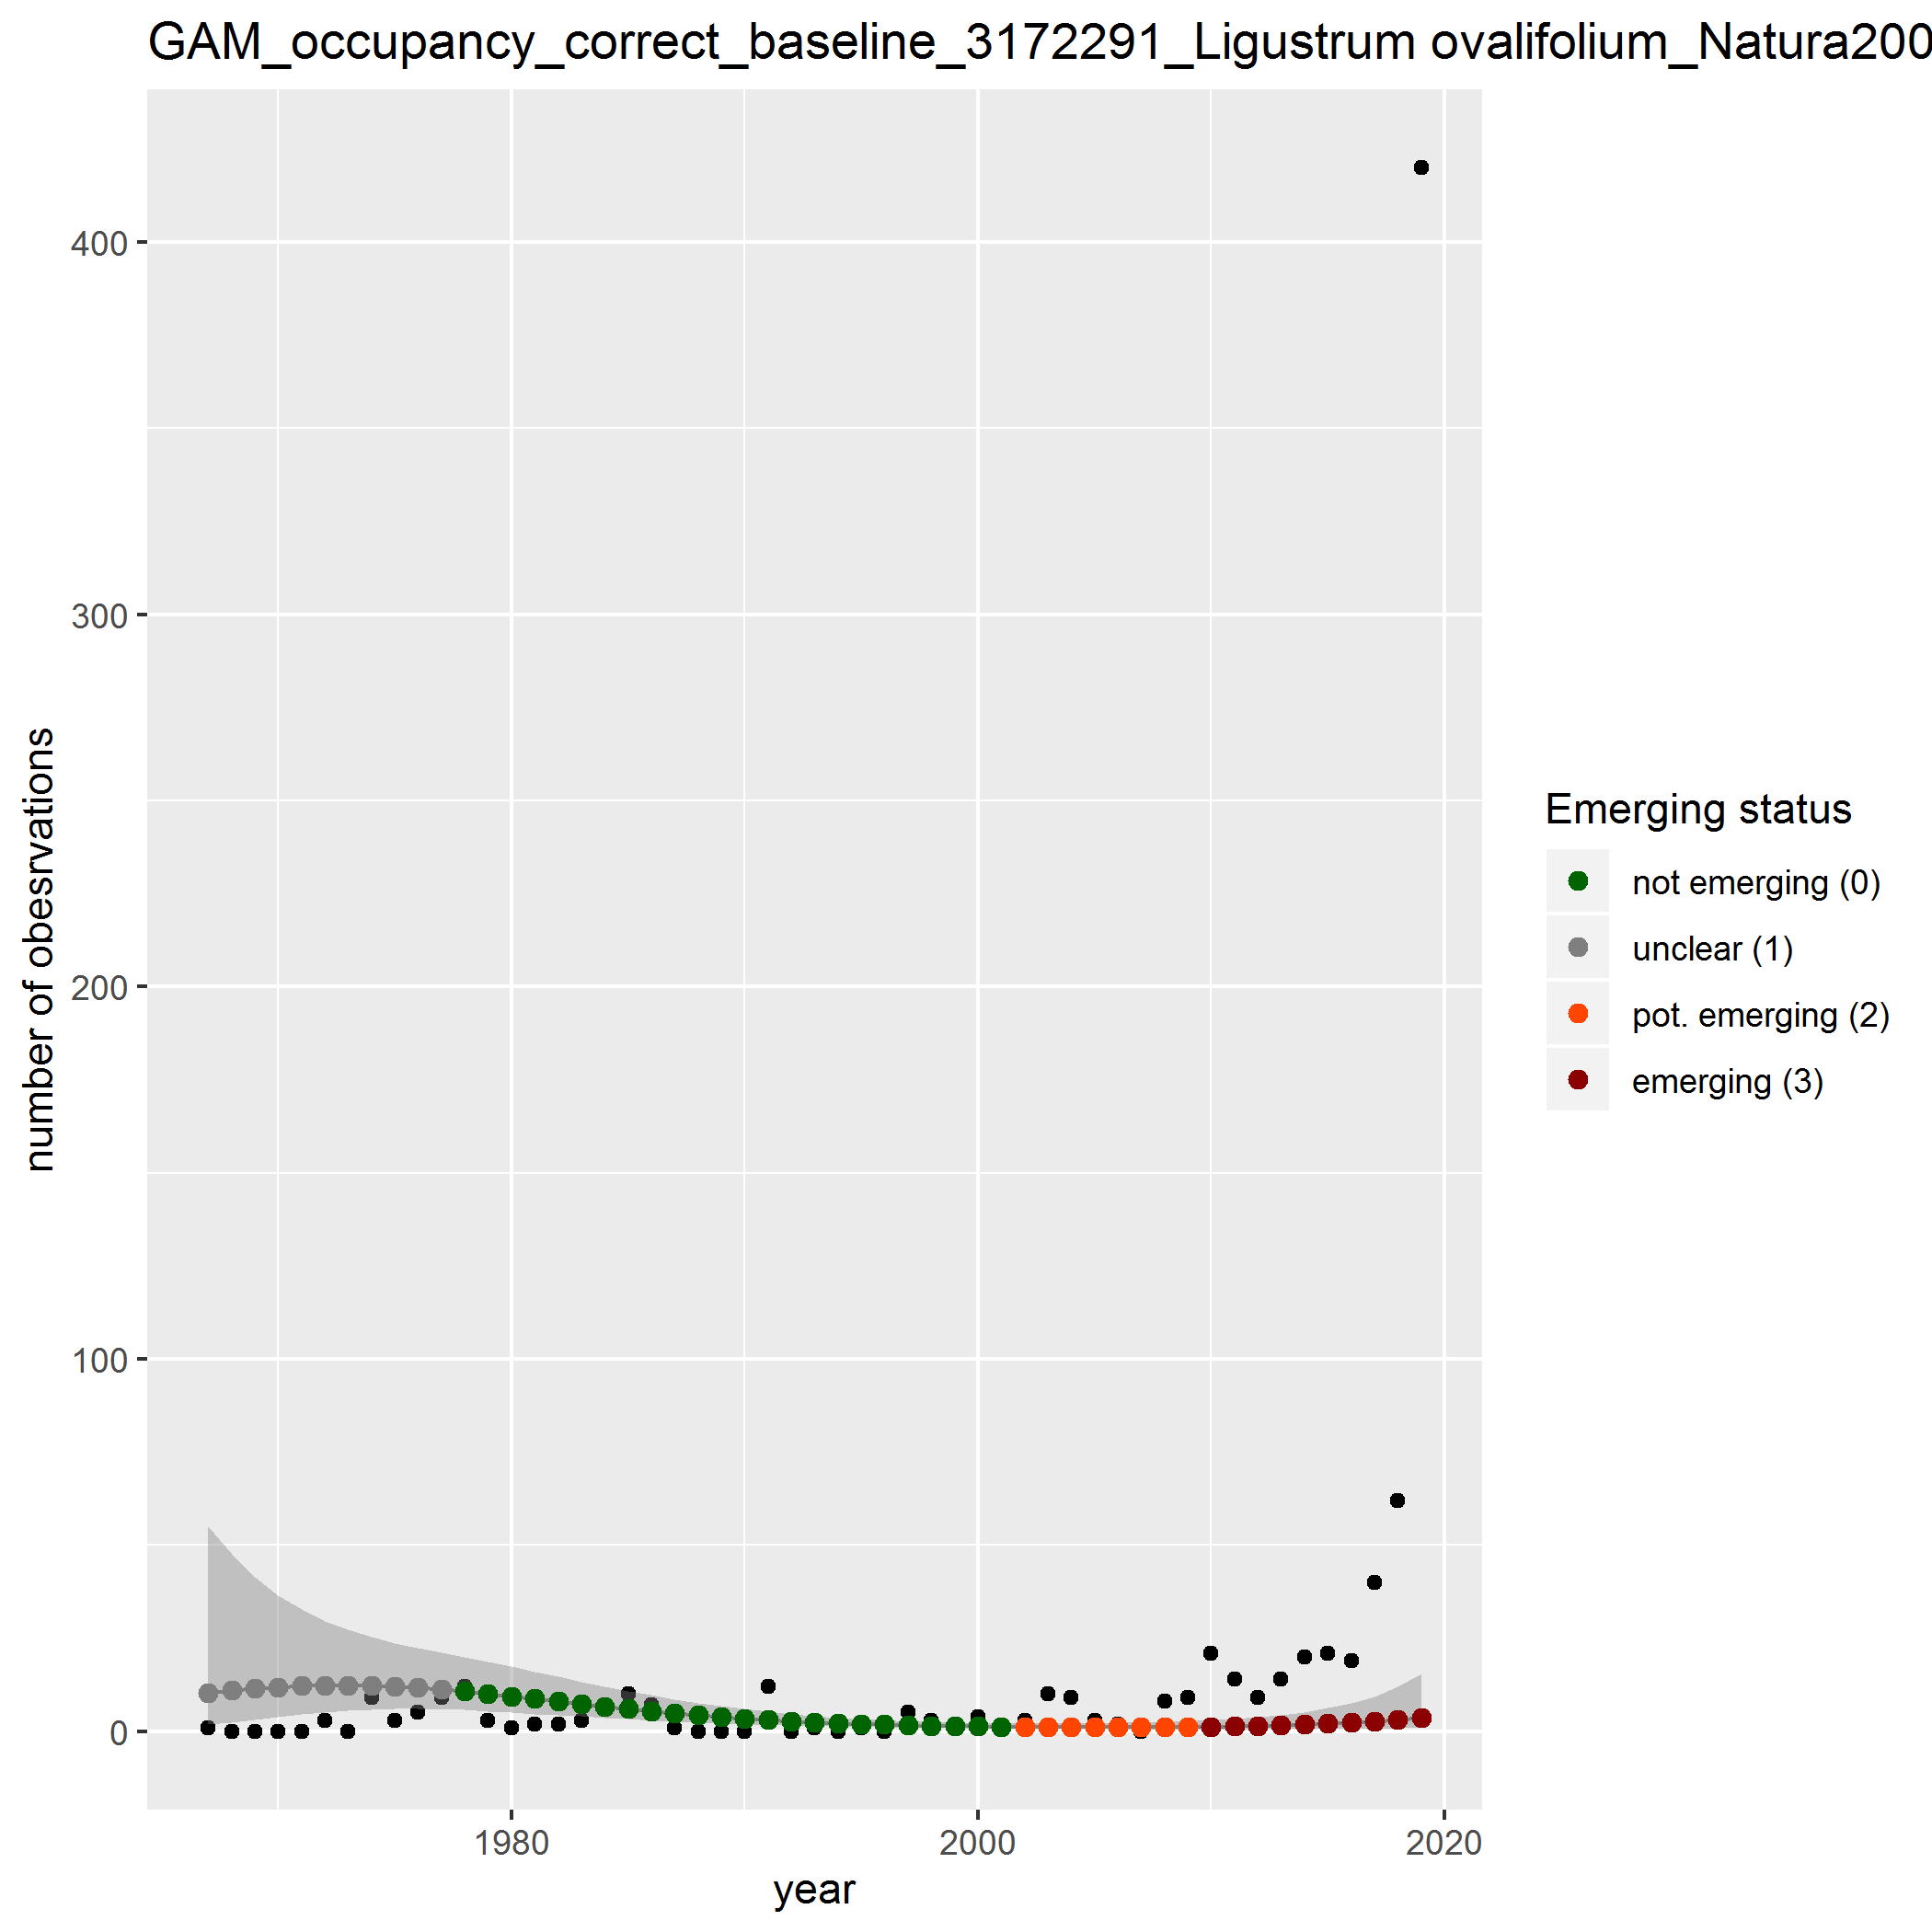 GAM_occupancy_correct_baseline_3172291_Ligustrum ovalifolium_Natura200
400
300
200
100
0
number of obesrvations
1980
2000
2020
year
Emerging status
not emerging (0)
unclear (1)
pot. emerging (2)
emerging (3)